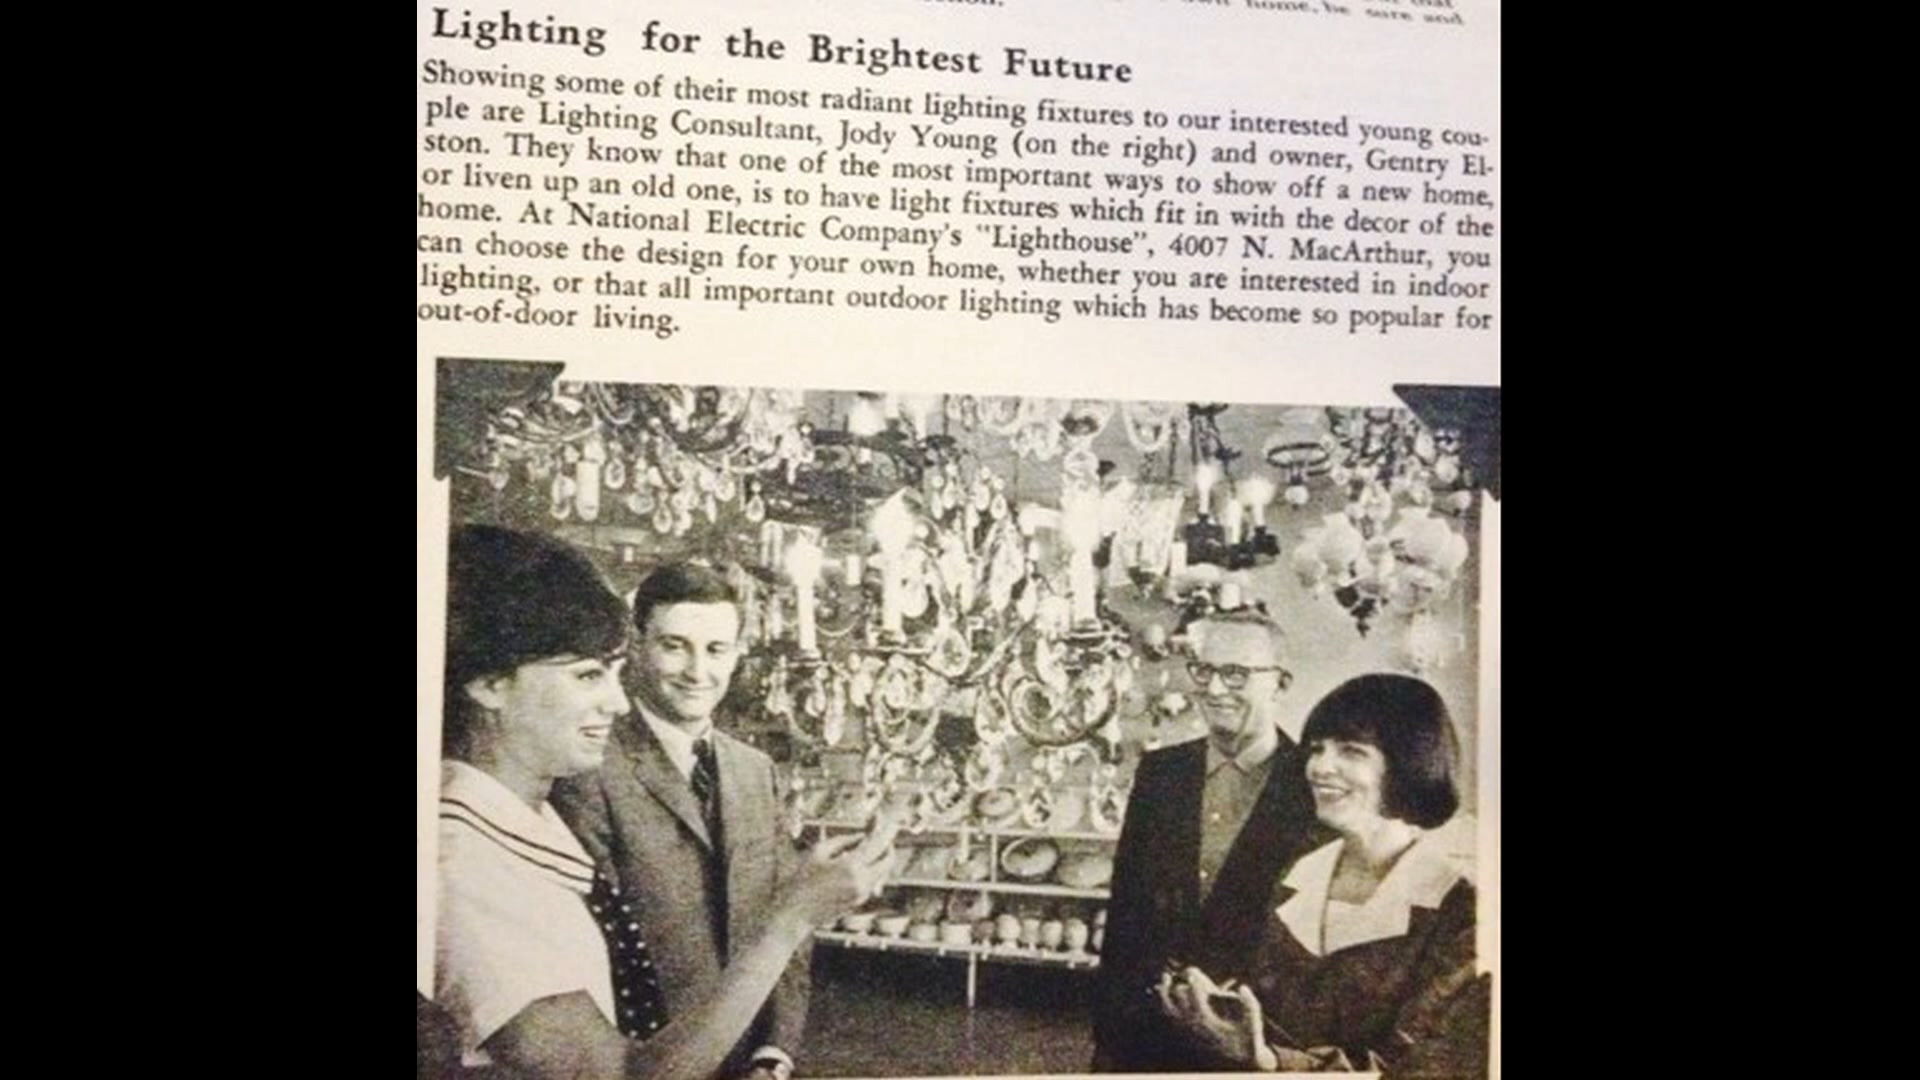 home, be sure and
Lighting for the Brightest Future
Showing some of their most radiant lighting fixtures to our interested young cou-
ple are Lighting Consultant, Jody Young (on the right) and owner, Gentry El-
ston. They know that one of the most important ways to show off a new home,
or liven up an old one, is to have light fixtures which fit in with the decor of the
home. At National Electric Company's "Lighthouse", 4007 N. MacArthur, you
can choose the design for your own home, whether you are interested in indoor
lighting, or that all important outdoor lighting which has become so popular for
out-of-door living.